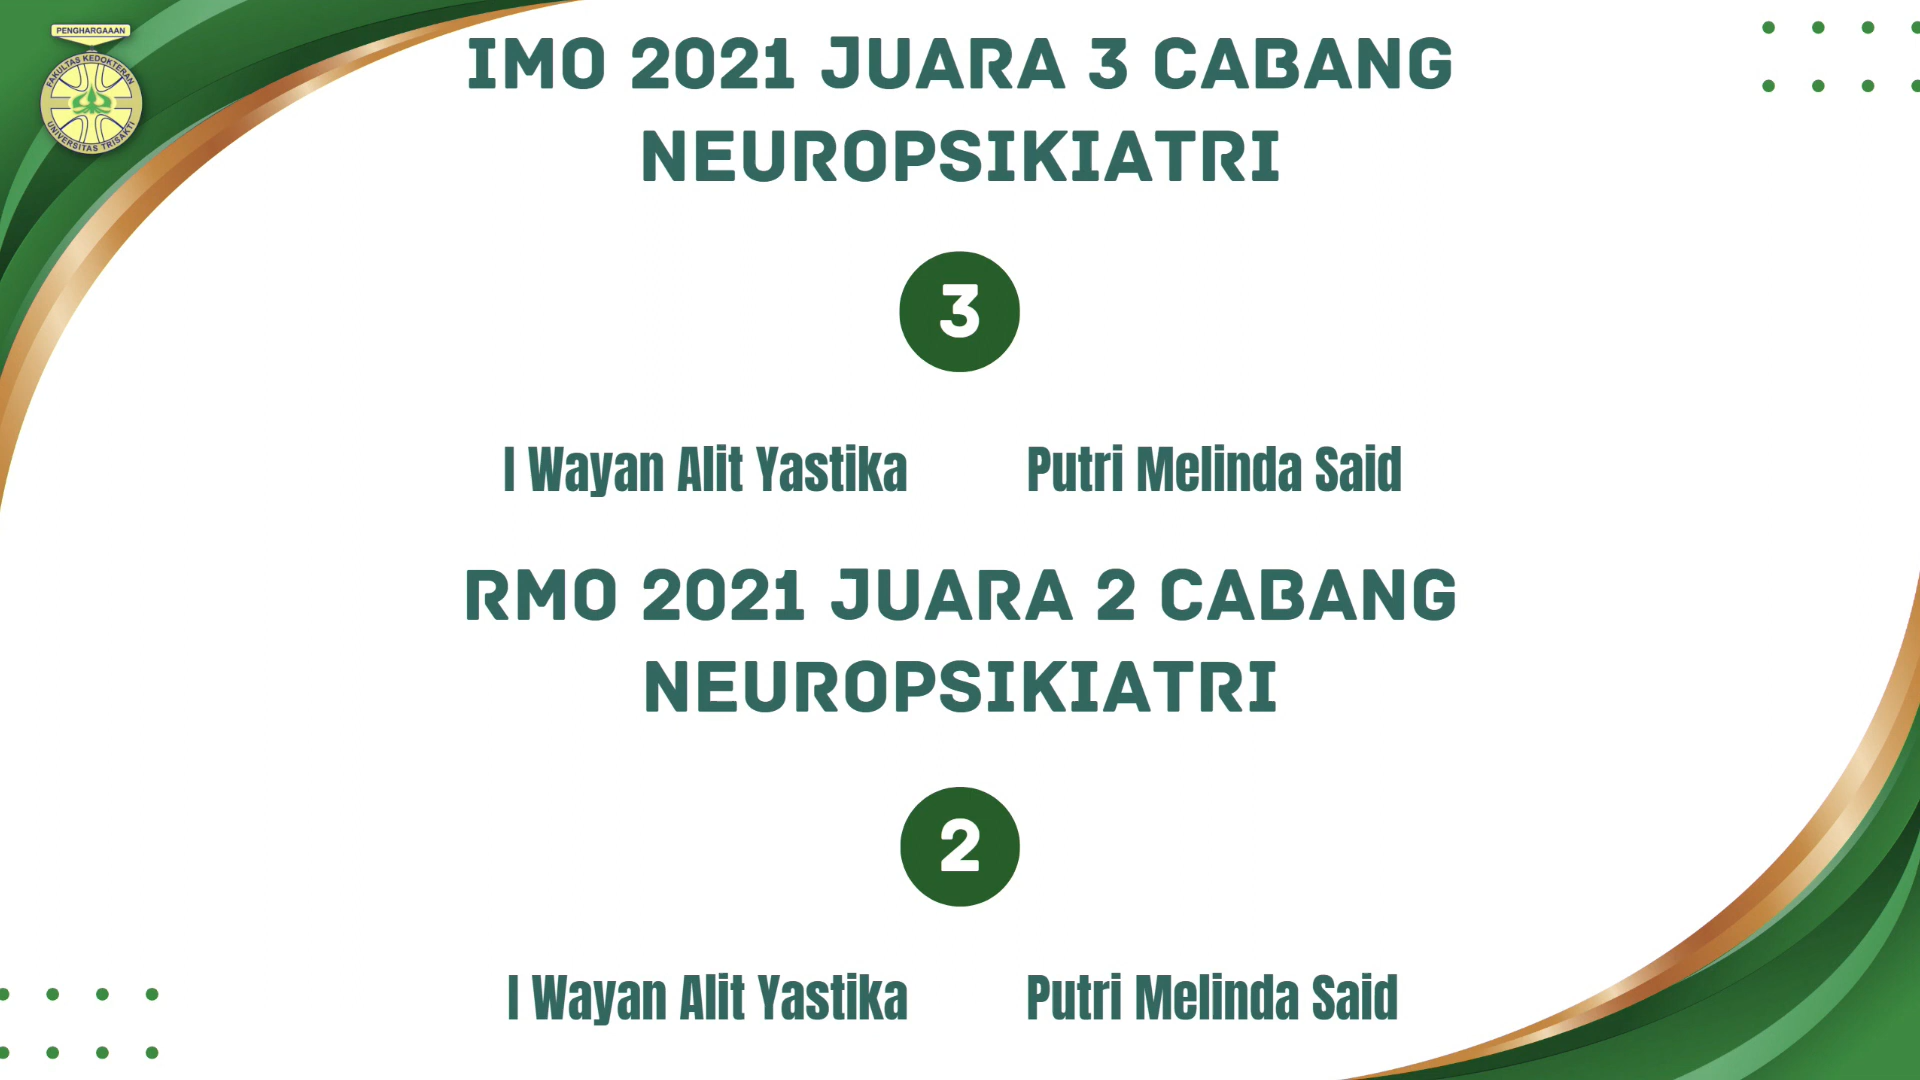 PENGHARGAAAN
FAKULTAS KEDOKTERAN
UNIVERSITAS TRISAKTI
IMO 2021 JUARA 3 CABANG
NEUROPSIKIATRI
3
I Wayan Alit Yastika Putri Melinda Said
RMO 2021 JUARA 2 CABANG
NEUROPSIKIATRI
2
I Wayan Alit Yastika Putri Melinda Said